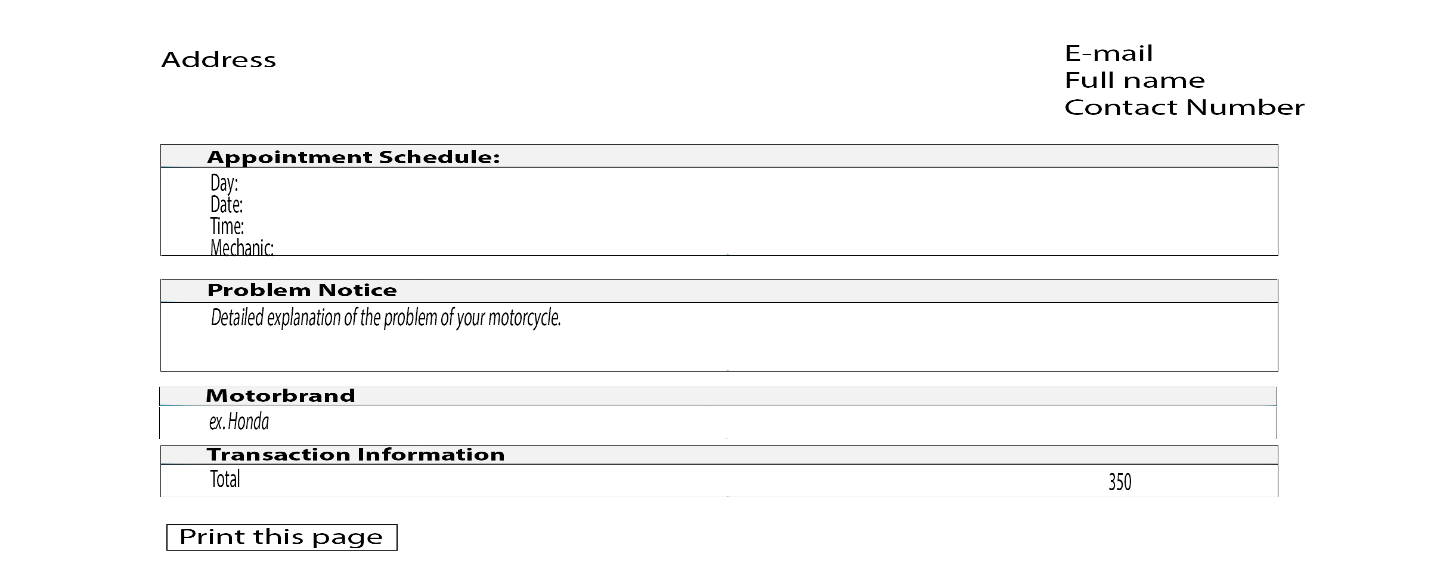 Address
E-mail
Full name
Contact Number
Appointment Schedule:
Day:
Date:
Time:
Mechanic:
Problem Notice
Detailed explanation of the problem of your motorcycle.
Motorbrand
ex. Honda
Transaction Information
Total 350
Print this page